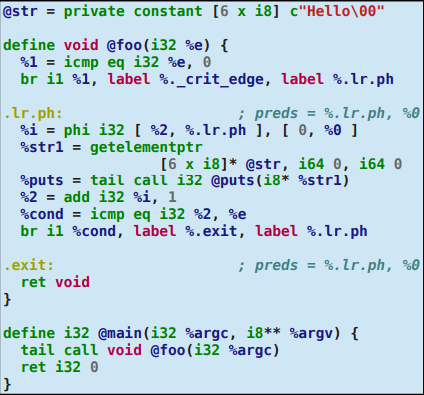 @str = private constant [6 x i8] c"Hello\00"

define void @foo(i32 %e) {
  %1 = icmp eq i32 %e, 0
  br i1 %1, label %._crit_edge, label %.lr.ph

.lr.ph:                     ; preds = %.lr.ph, %0
  %i = phi i32 [ %2, %.lr.ph ], [ 0, %0 ]
  %str1 = getelementptr
                  [6 x i8]* @str, i64 0, i64 0
  %puts = tail call i32 @puts(i8* %str1)
  %2 = add i32 %i, 1
  %cond = icmp eq i32 %2, %e
  br i1 %cond, label %.exit, label %.lr.ph

.exit:                      ; preds = %.lr.ph, %0
  ret void
}

define i32 @main(i32 %argc, i8** %argv) {
  tail call void @foo(i32 %argc)
  ret i32 0
}